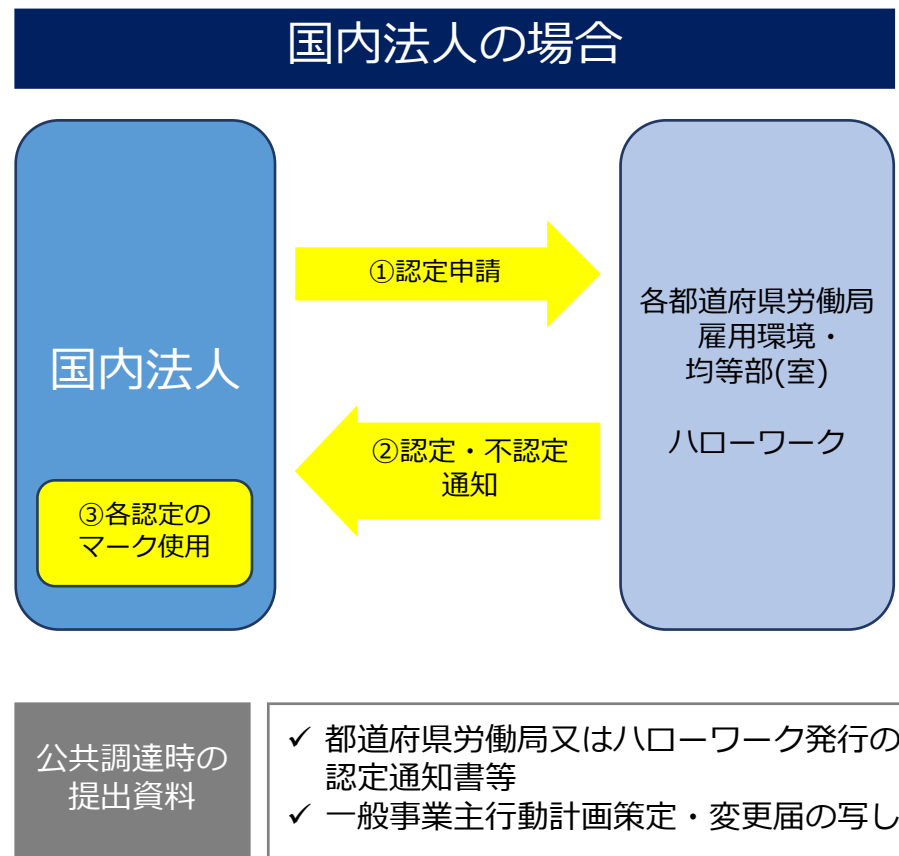 国内法人の場合
①認定申請
各都道府県労働局
雇用環境・
均等部(室)
ハローワーク
国内法人
②認定・不認定
通知
③各認定の
マーク使用
公共調達時の
提出資料
✓ 都道府県労働局又はハローワーク発行の
認定通知書等
✓ 一般事業主行動計画策定・変更届の写し